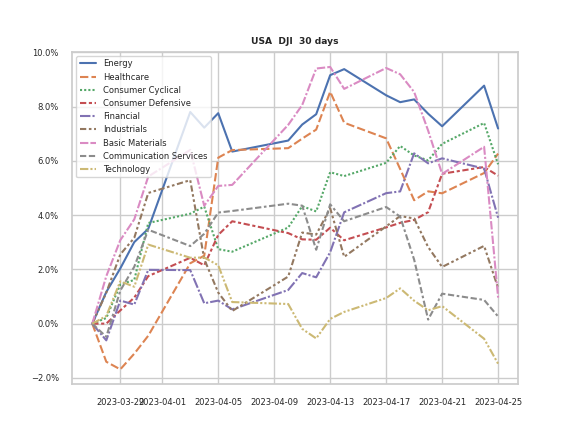 USA DJI 30 days
10.0%
8.0%
6.0%
4.0%
2.0%
0.0%
−2.0%
Energy
Healthcare
Consumer Cyclical
Consumer Defensive
Financial
Industrials
Basic Materials
Communication Services
Technology
2023-03-29 2023-04-01 2023-04-05 2023-04-09 2023-04-13 2023-04-17 2023-04-21 2023-04-25